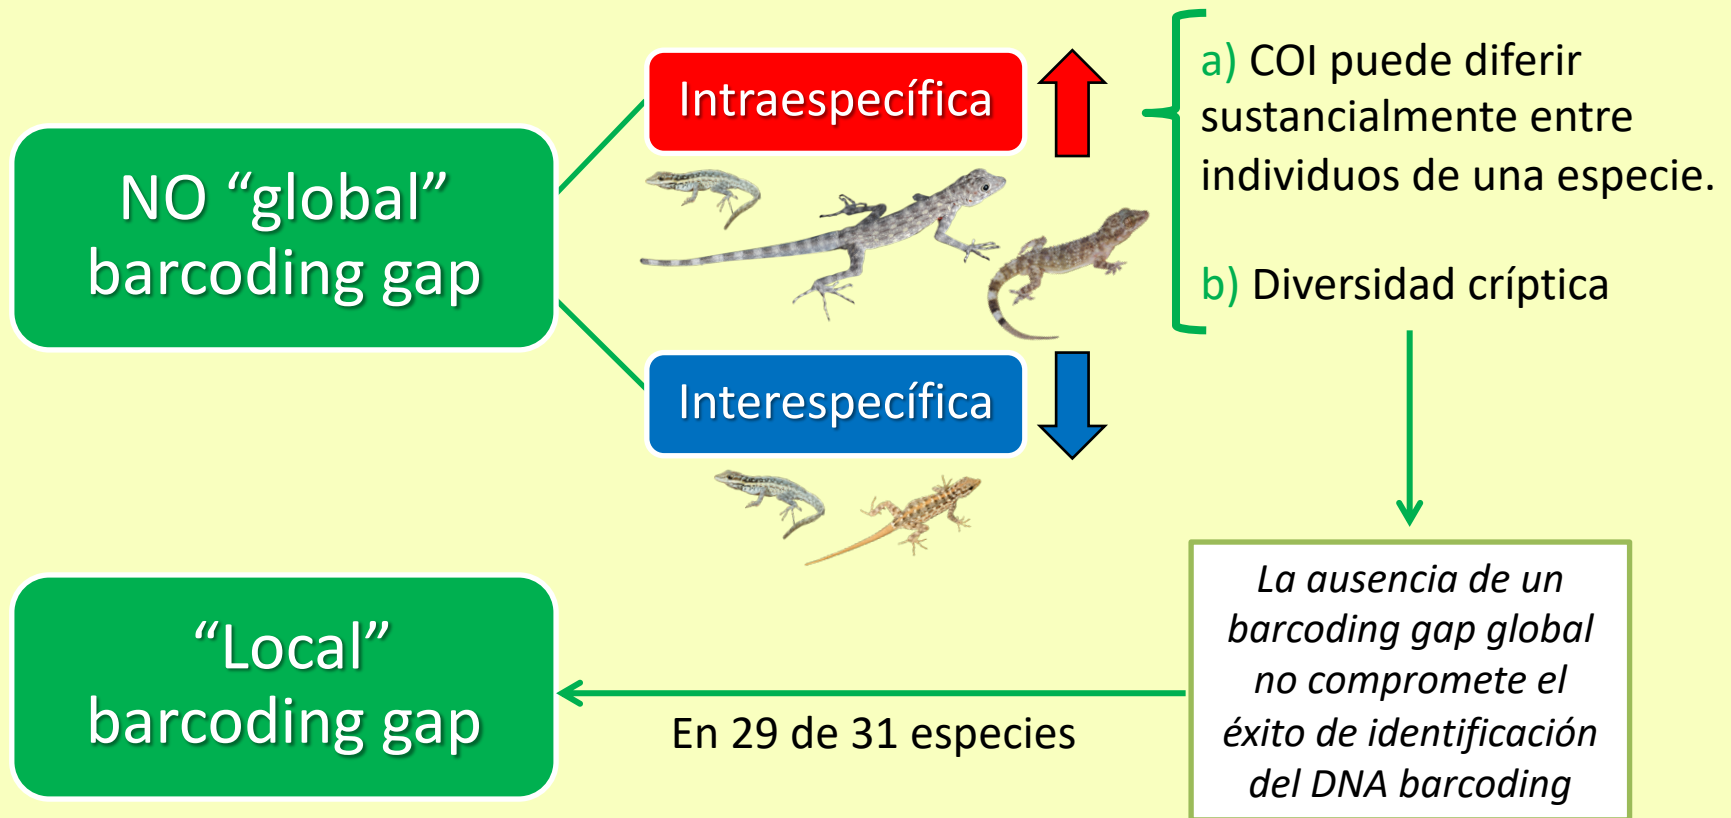 NO “global”
barcoding gap
Intraespecífica
a) COI puede diferir
sustancialmente entre
individuos de una especie.
b) Diversidad críptica
Interespecífica
La ausencia de un
barcoding gap global
no compromete el
éxito de identificación
del DNA barcoding
En 29 de 31 especies
“Local”
barcoding gap